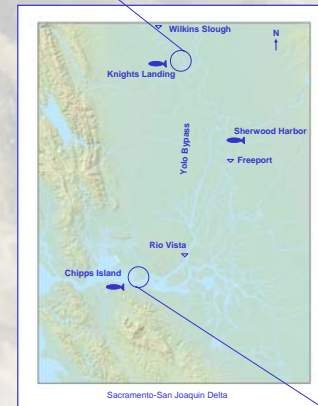 Wilkins Slough
N
Knights Landing
Sherwood Harbor
Yolo Bypass
Freeport
Rio Vista
Chipps Island
Sacramento-San Joaquin Delta